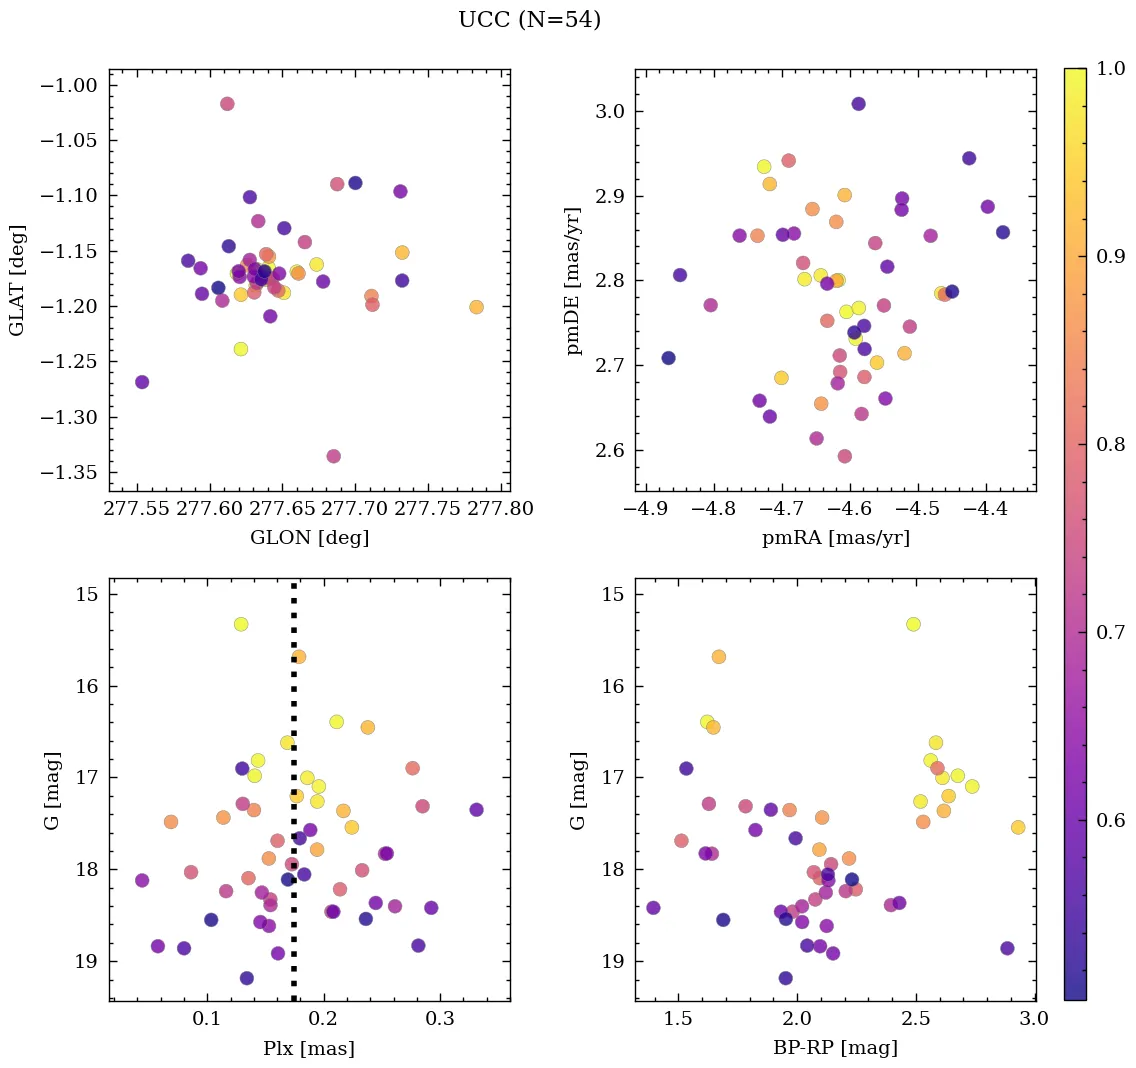 UCC (N=54)
−1.00
−1.05
−1.10
−1.15
−1.20
−1.25
−1.30
−1.35
GLAT [deg]
277.55 277.60 277.65 277.70 277.75 277.80
GLON [deg]
3.0
2.9
2.8
2.7
2.6
pmDE [mas/yr]
−4.9 −4.8 −4.7 −4.6 −4.5 −4.4
pmRA [mas/yr]
15
16
17
18
19
G [mag]
0.1 0.2 0.3
Plx [mas]
15
16
17
18
19
G [mag]
1.5 2.0 2.5 3.0
BP-RP [mag]
1.0
0.9
0.8
0.7
0.6